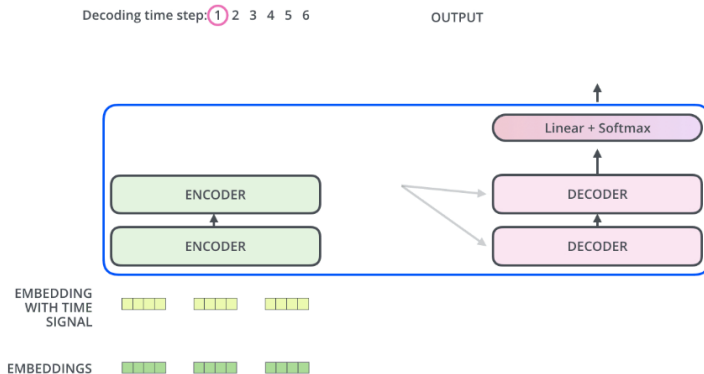 Decoding time step: 1 2 3 4 5 6
OUTPUT
Linear + Softmax
ENCODER
DECODER
ENCODER
DECODER
EMBEDDING
WITH TIME
SIGNAL
EMBEDDINGS